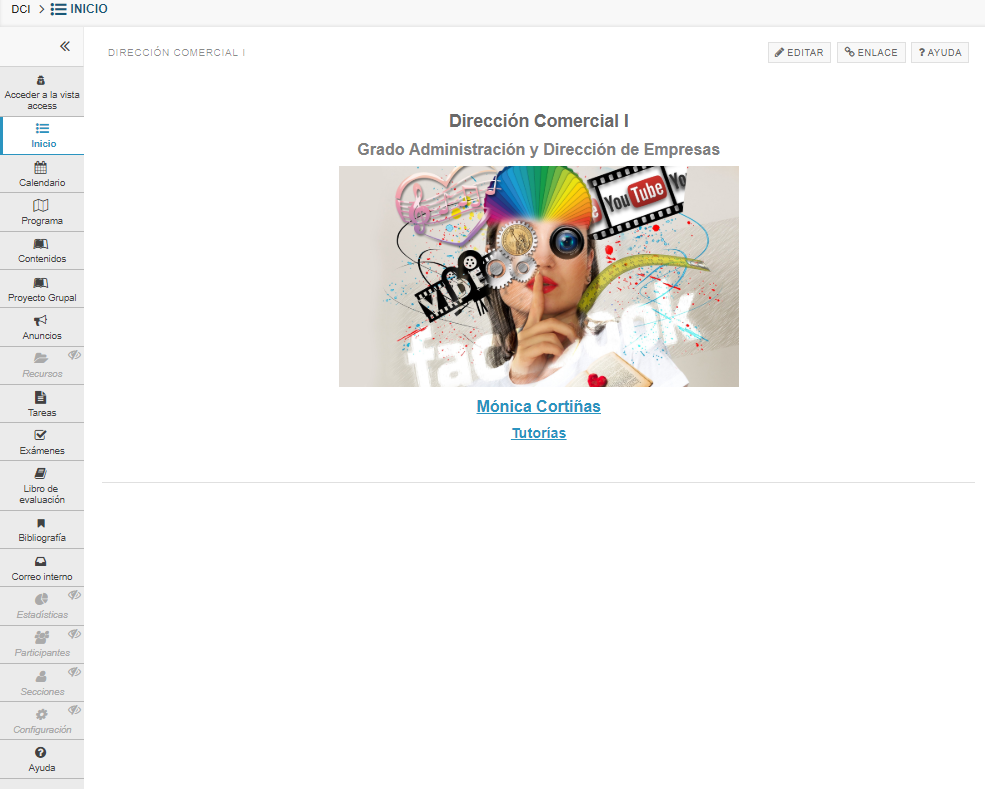 DCI > INICIO
DIRECCIÓN COMERCIAL I
EDITAR
ENLACE
? AYUDA
Acceder a la vista
access
Inicio
Calendario
Programa
Contenidos
Proyecto Grupal
Anuncios
Recursos
Tareas
Exámenes
Libro de
evaluación
Bibliografía
Correo interno
Estadísticas
Participantes
Secciones
Configuración
Ayuda
Dirección Comercial I
Grado Administración y Dirección de Empresas
YouTube
VIDE
facebook
Mónica Cortiñas
Tutorías